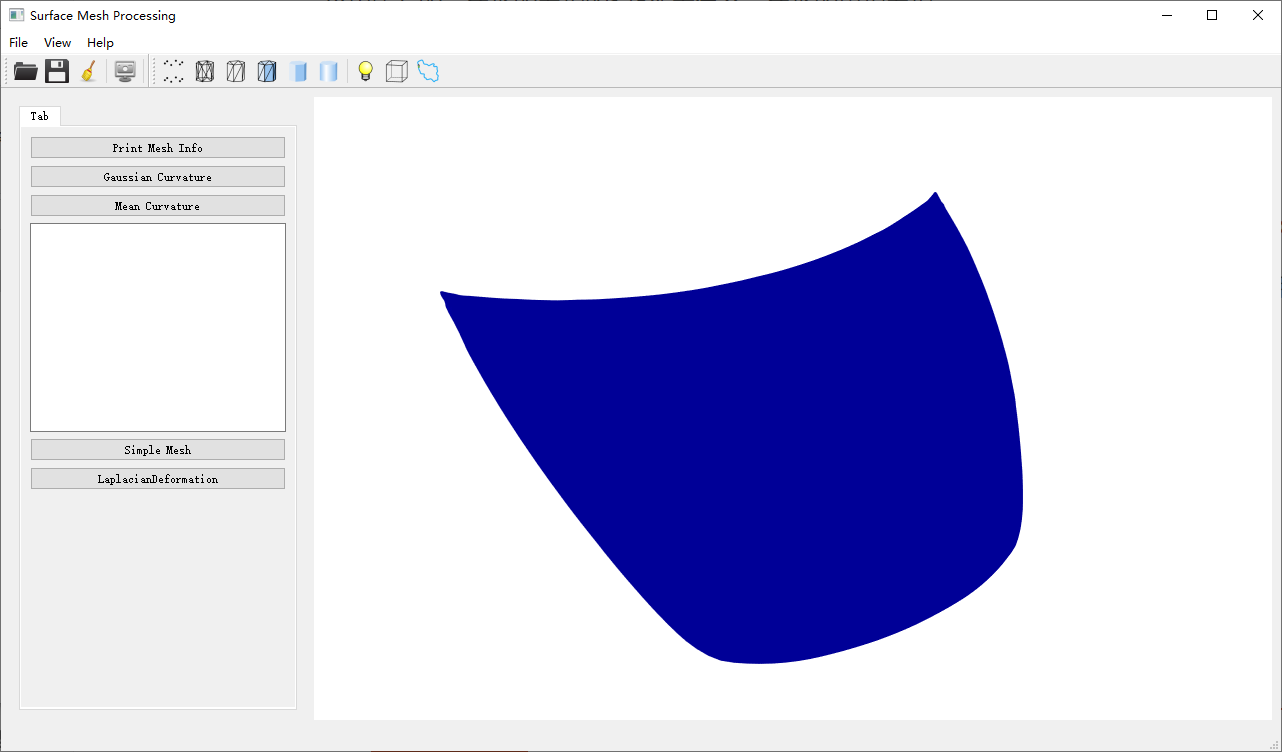 Surface Mesh Processing
File View Help
Tab
Print Mesh Info
Gaussian Curvature
Mean Curvature
Simple Mesh
LaplacianDeformation